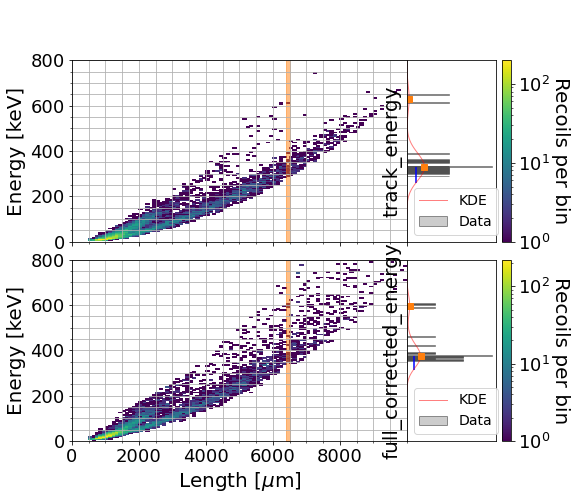 800
600
400
200
0
Energy [keV]
track_energy
KDE
Data
10²
10¹
10⁰
Recoils per bin
800
600
400
200
0
Energy [keV]
0 2000 4000 6000 8000
Length [μm]
full_corrected_energy
KDE
Data
10²
10¹
10⁰
Recoils per bin